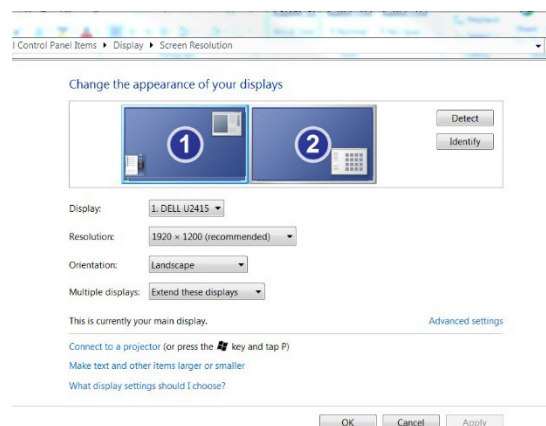 l Control Panel Items ▸ Display ▸ Screen Resolution
Change the appearance of your displays
1
2
Detect
Identify
Display: 1. DELL U2415
Resolution: 1920 × 1200 (recommended)
Orientation: Landscape
Multiple displays: Extend these displays
This is currently your main display. Advanced settings
Connect to a projector (or press the key and tap P)
Make text and other items larger or smaller
What display settings should I choose?
OK Cancel Apply